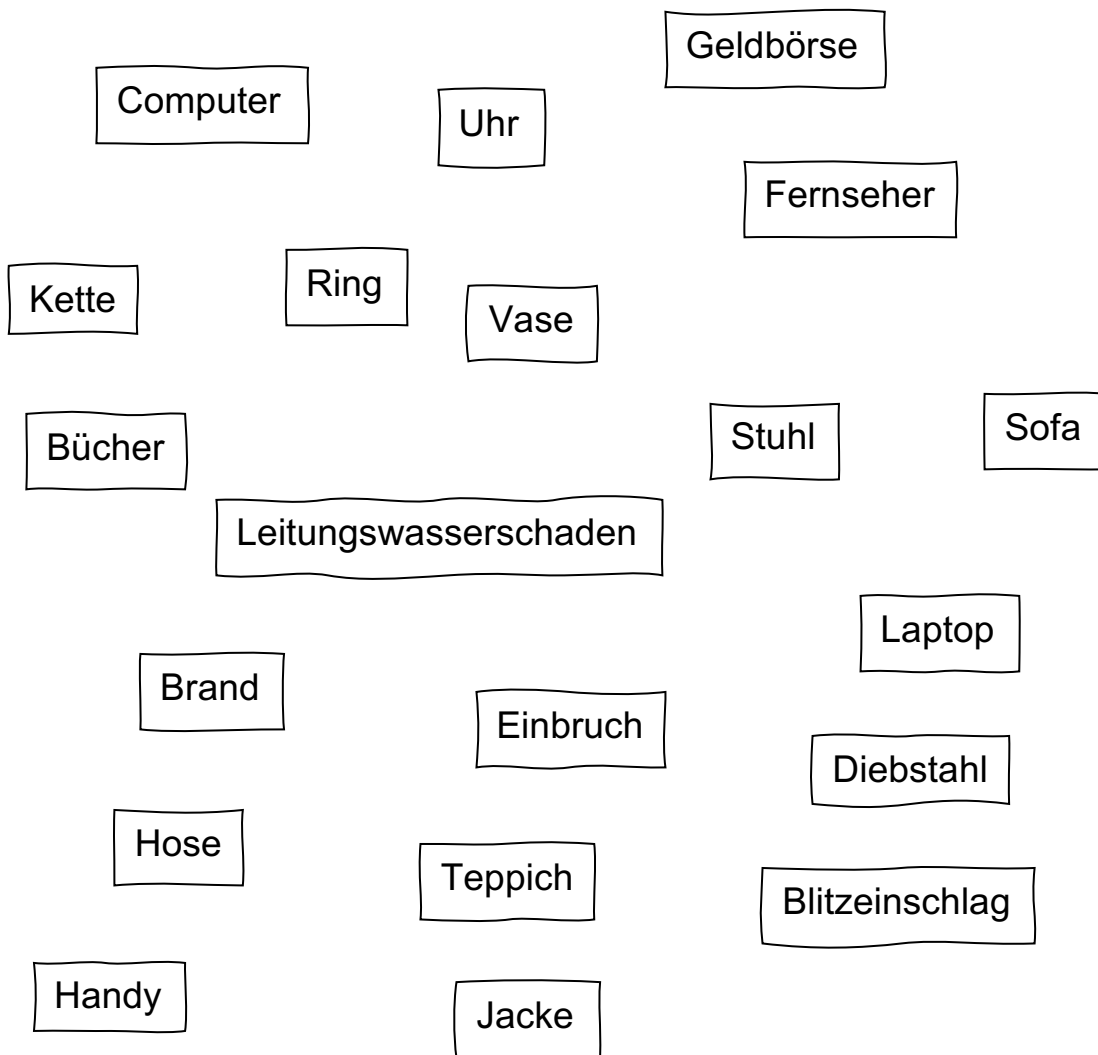 Geldbörse
Computer
Uhr
Fernseher
Ring
Kette
Vase
Sofa
Stuhl
Bücher
Leitungswasserschaden
Laptop
Brand
Einbruch
Diebstahl
Hose
Teppich
Blitzeinschlag
Handy
Jacke